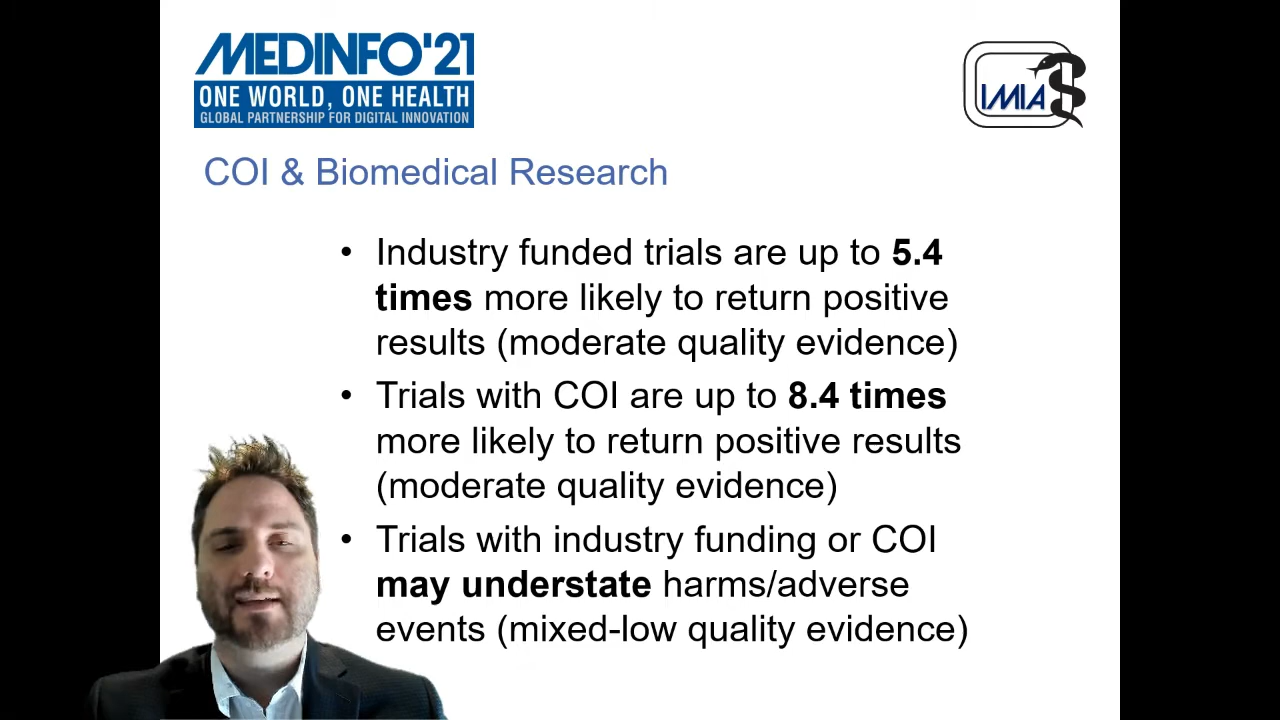 MEDINFO'21
ONE WORLD, ONE HEALTH
GLOBAL PARTNERSHIP FOR DIGITAL INNOVATION
IMIA
COI & Biomedical Research
• Industry funded trials are up to 5.4
times more likely to return positive
results (moderate quality evidence)
• Trials with COI are up to 8.4 times
more likely to return positive results
(moderate quality evidence)
• Trials with industry funding or COI
may understate harms/adverse
events (mixed-low quality evidence)